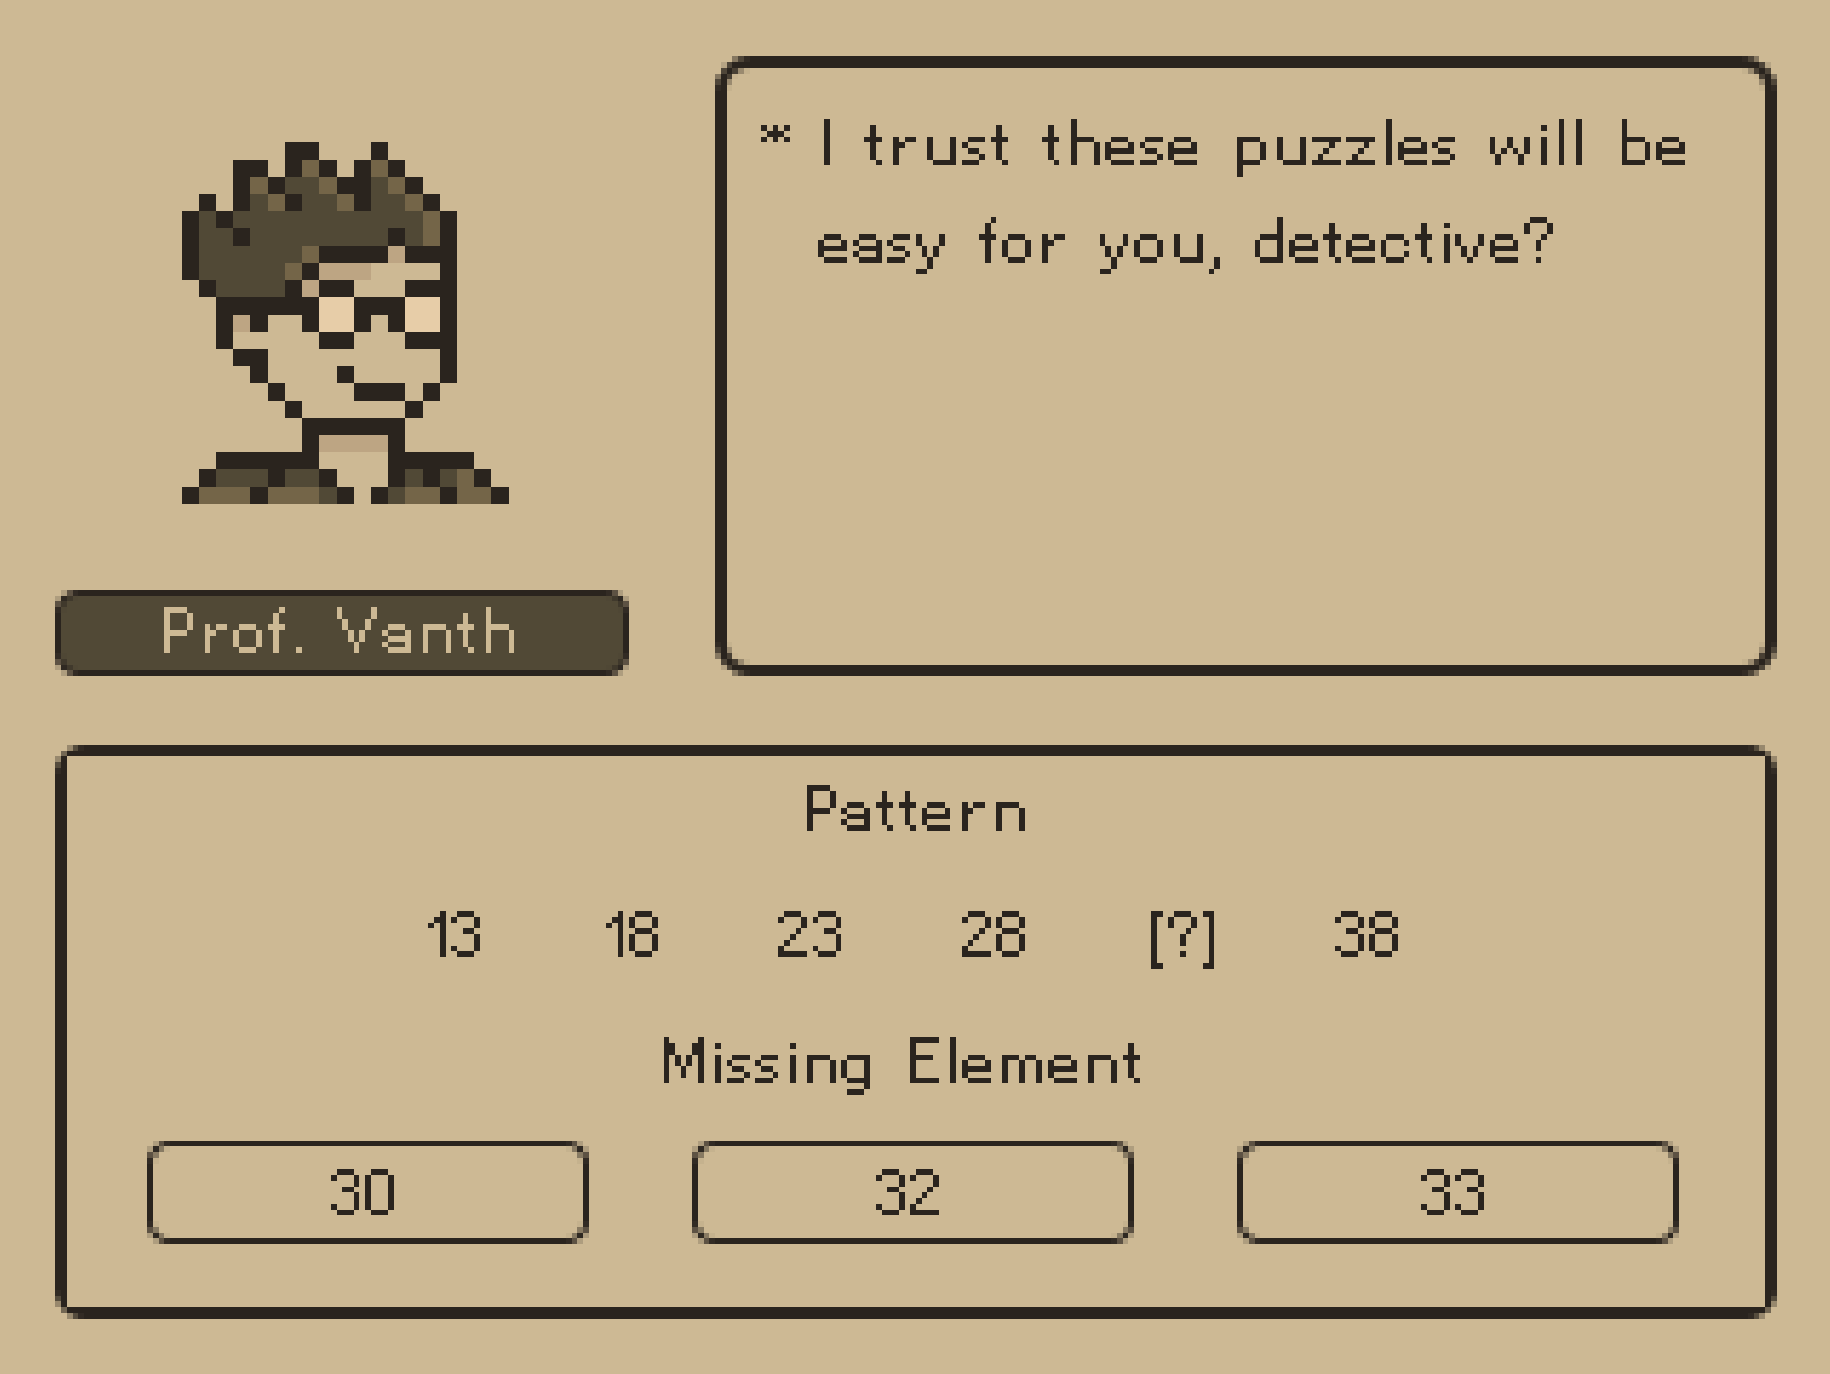 * I trust these puzzles will be
easy for you, detective?
Prof. Vanth
Pattern
13 18 23 28 [?] 38
Missing Element
30 32 33